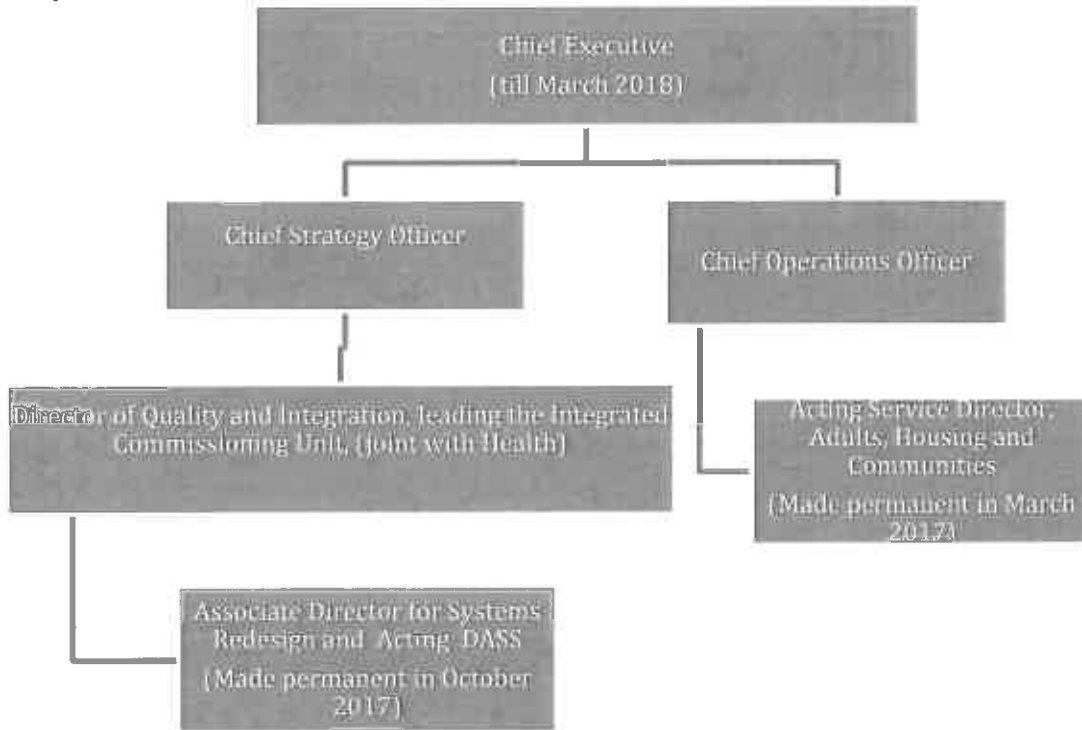 Chief Executive
(till March 2018)
Chief Strategy Officer
Chief Operations Officer
Director of Quality and Integration, leading the Integrated
Commissioning Unit, (joint with Health)
Acting Service Director,
Adults, Housing and
Communities
(Made permanent in March
2017)
Associate Director for Systems
Redesign and Acting DASS
(Made permanent in October
2017)